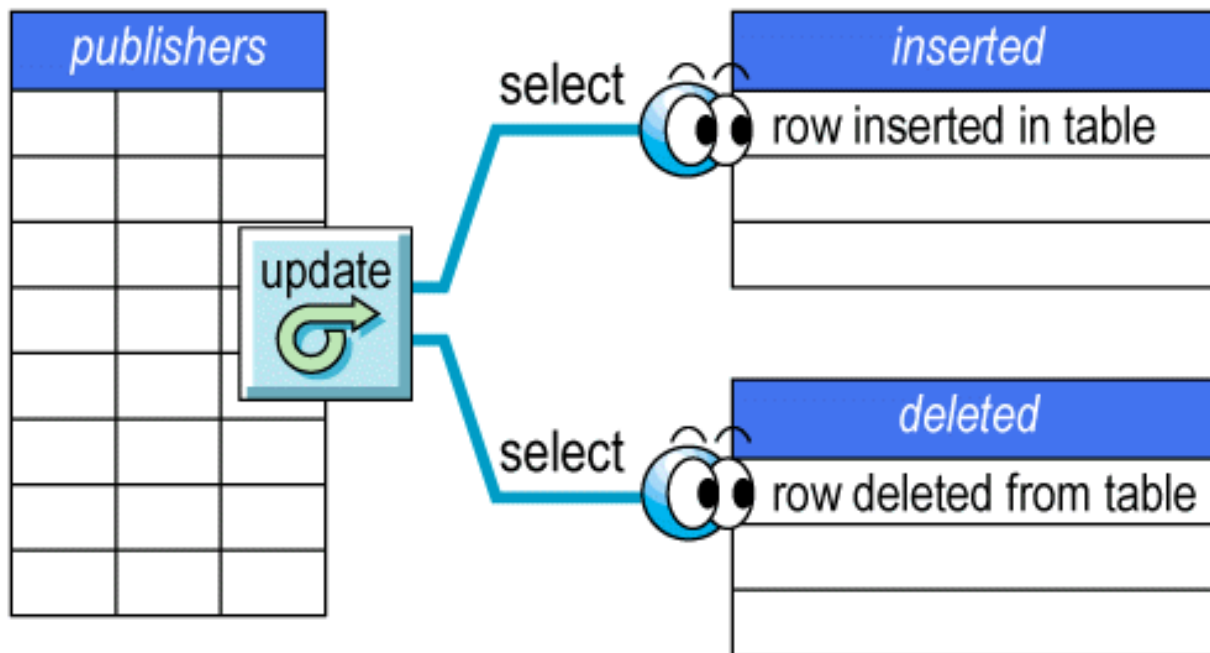 publishers
update
select
inserted
row inserted in table
select
deleted
row deleted from table